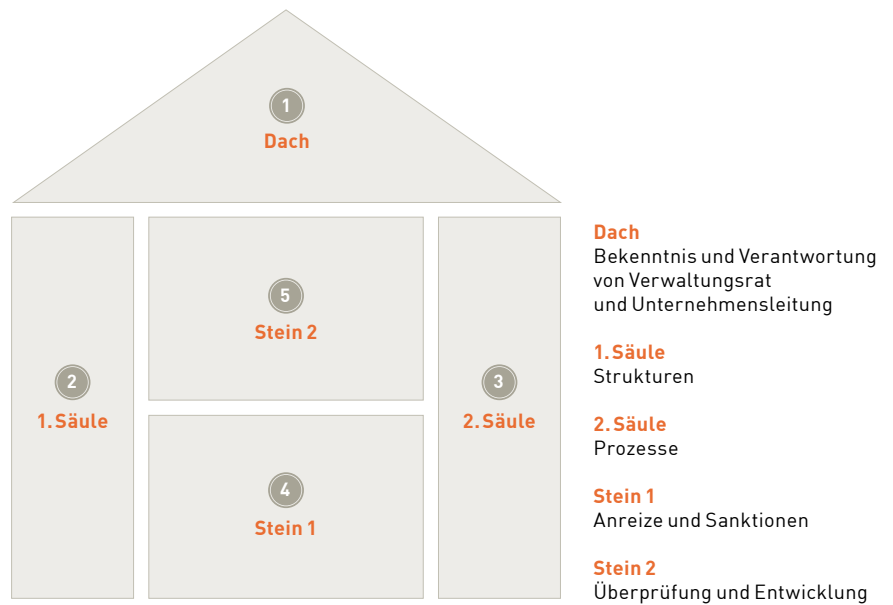 1
Dach
5
Stein 2
2
1. Säule
3
2. Säule
4
Stein 1
Dach
Bekenntnis und Verantwortung
von Verwaltungsrat
und Unternehmensleitung
1. Säule
Strukturen
2. Säule
Prozesse
Stein 1
Anreize und Sanktionen
Stein 2
Überprüfung und Entwicklung